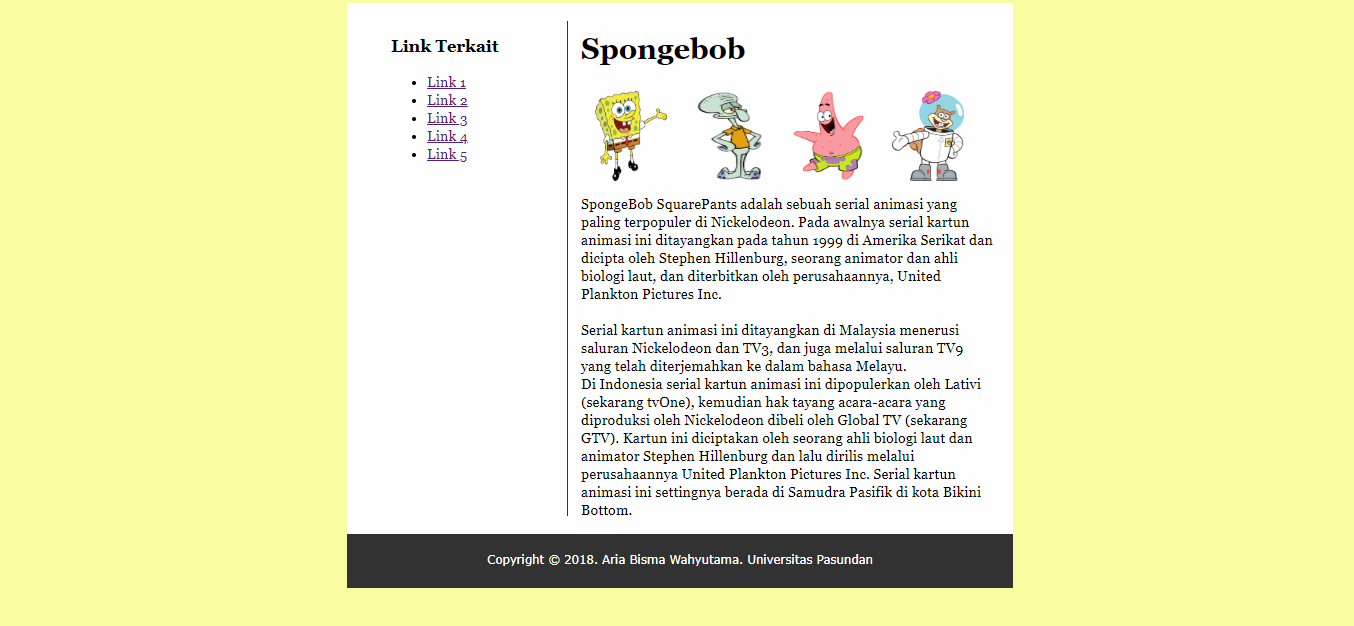 Link Terkait
Link 1
Link 2
Link 3
Link 4
Link 5
Spongebob
SpongeBob SquarePants adalah sebuah serial animasi yang
paling terpopuler di Nickelodeon. Pada awalnya serial kartun
animasi ini ditayangkan pada tahun 1999 di Amerika Serikat dan
dicipta oleh Stephen Hillenburg, seorang animator dan ahli
biologi laut, dan diterbitkan oleh perusahaannya, United
Plankton Pictures Inc.
Serial kartun animasi ini ditayangkan di Malaysia menerusi
saluran Nickelodeon dan TV3, dan juga melalui saluran TV9
yang telah diterjemahkan ke dalam bahasa Melayu.
Di Indonesia serial kartun animasi ini dipopulerkan oleh Lativi
(sekarang tvOne), kemudian hak tayang acara-acara yang
diproduksi oleh Nickelodeon dibeli oleh Global TV (sekarang
GTV). Kartun ini diciptakan oleh seorang ahli biologi laut dan
animator Stephen Hillenburg dan lalu dirilis melalui
perusahaannya United Plankton Pictures Inc. Serial kartun
animasi ini settingnya berada di Samudra Pasifik di kota Bikini
Bottom.
Copyright © 2018. Aria Bisma Wahyutama. Universitas Pasundan